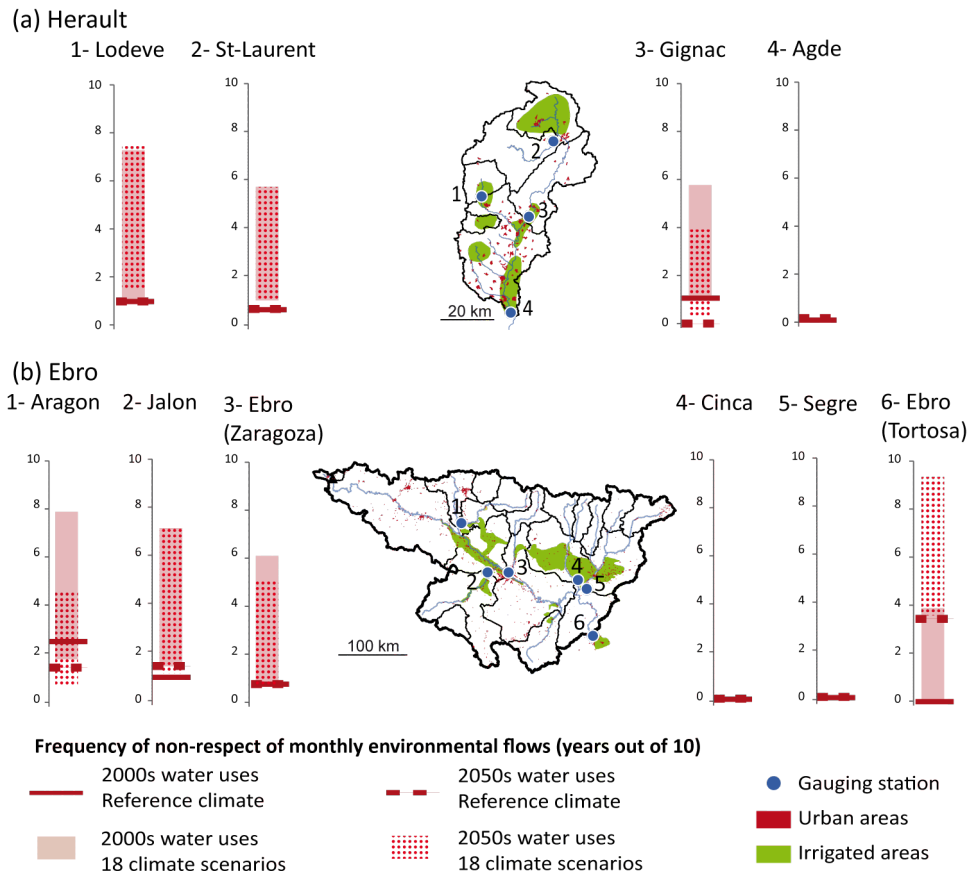 (a) Herault
1- Lodeve
2- St-Laurent
3- Gignac
4- Agde
10
8
6
4
2
0
10
8
6
4
2
0
2
1
3
4
20 km
10
8
6
4
2
0
10
8
6
4
2
0
(b) Ebro
1- Aragon
2- Jalon
3- Ebro
(Zaragoza)
4- Cinca
5- Segre
6- Ebro
(Tortosa)
10
8
6
4
2
0
10
8
6
4
2
0
10
8
6
4
2
0
1
2
3
4
5
6
100 km
10
8
6
4
2
0
10
8
6
4
2
0
10
8
6
4
2
0
Frequency of non-respect of monthly environmental flows (years out of 10)
2000s water uses
Reference climate
2050s water uses
Reference climate
2000s water uses
18 climate scenarios
2050s water uses
18 climate scenarios
Gauging station
Urban areas
Irrigated areas